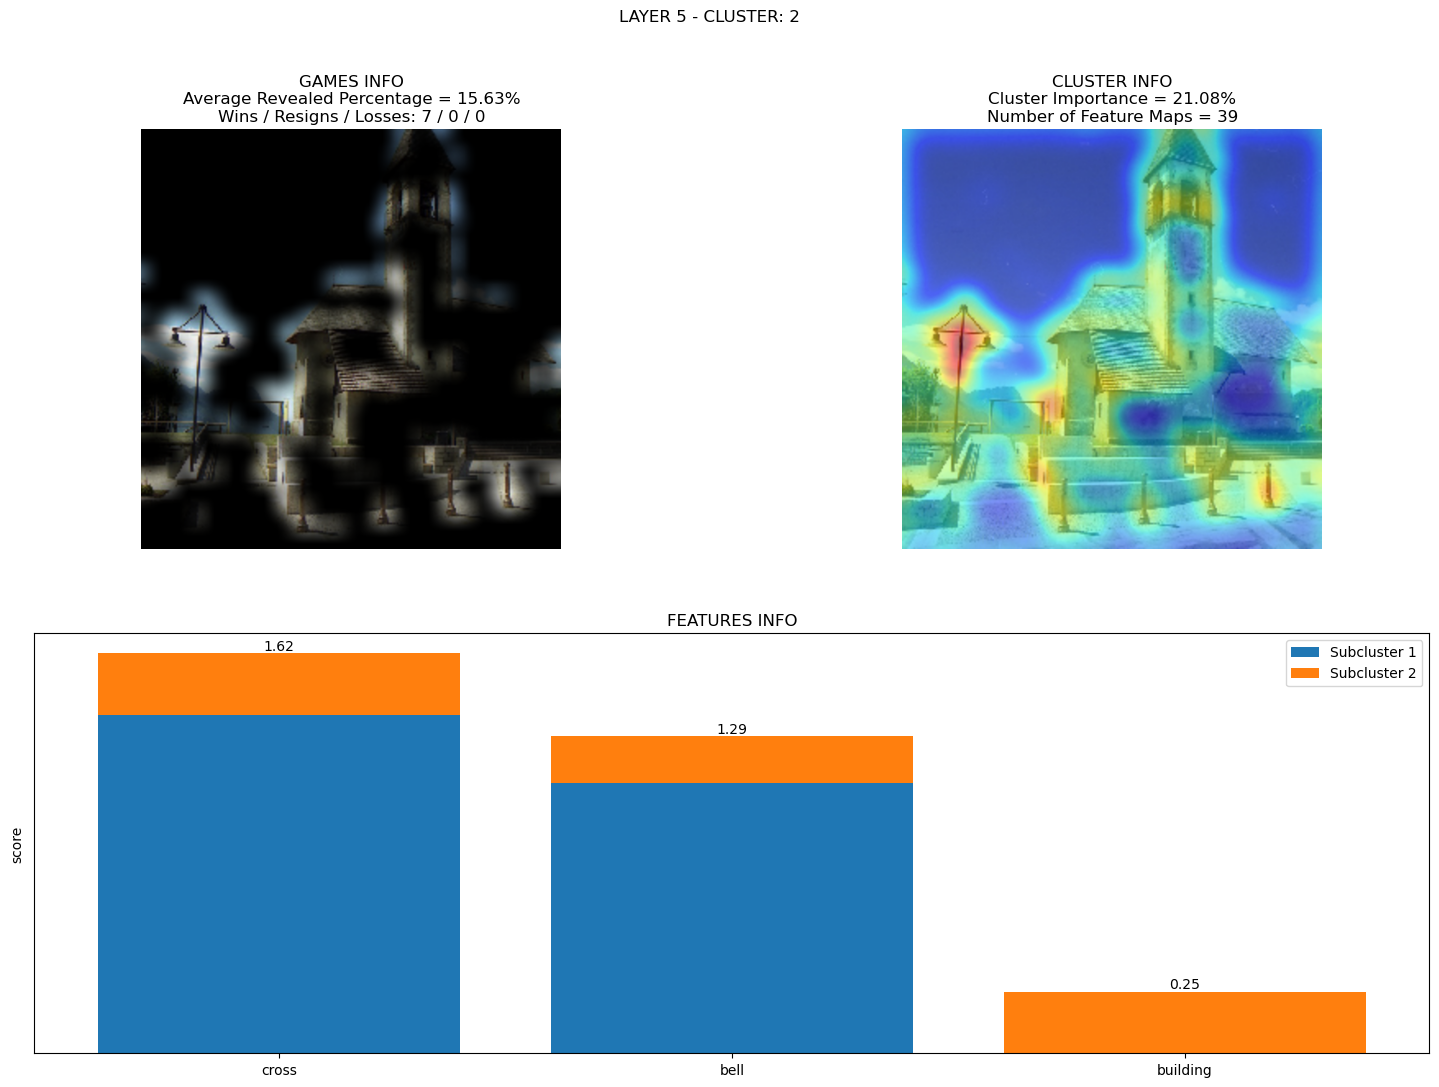 LAYER 5 - CLUSTER: 2
GAMES INFO
Average Revealed Percentage = 15.63%
Wins / Resigns / Losses: 7 / 0 / 0
CLUSTER INFO
Cluster Importance = 21.08%
Number of Feature Maps = 39
FEATURES INFO
score
1.62
1.29
0.25
Subcluster 1
Subcluster 2
cross
bell
building